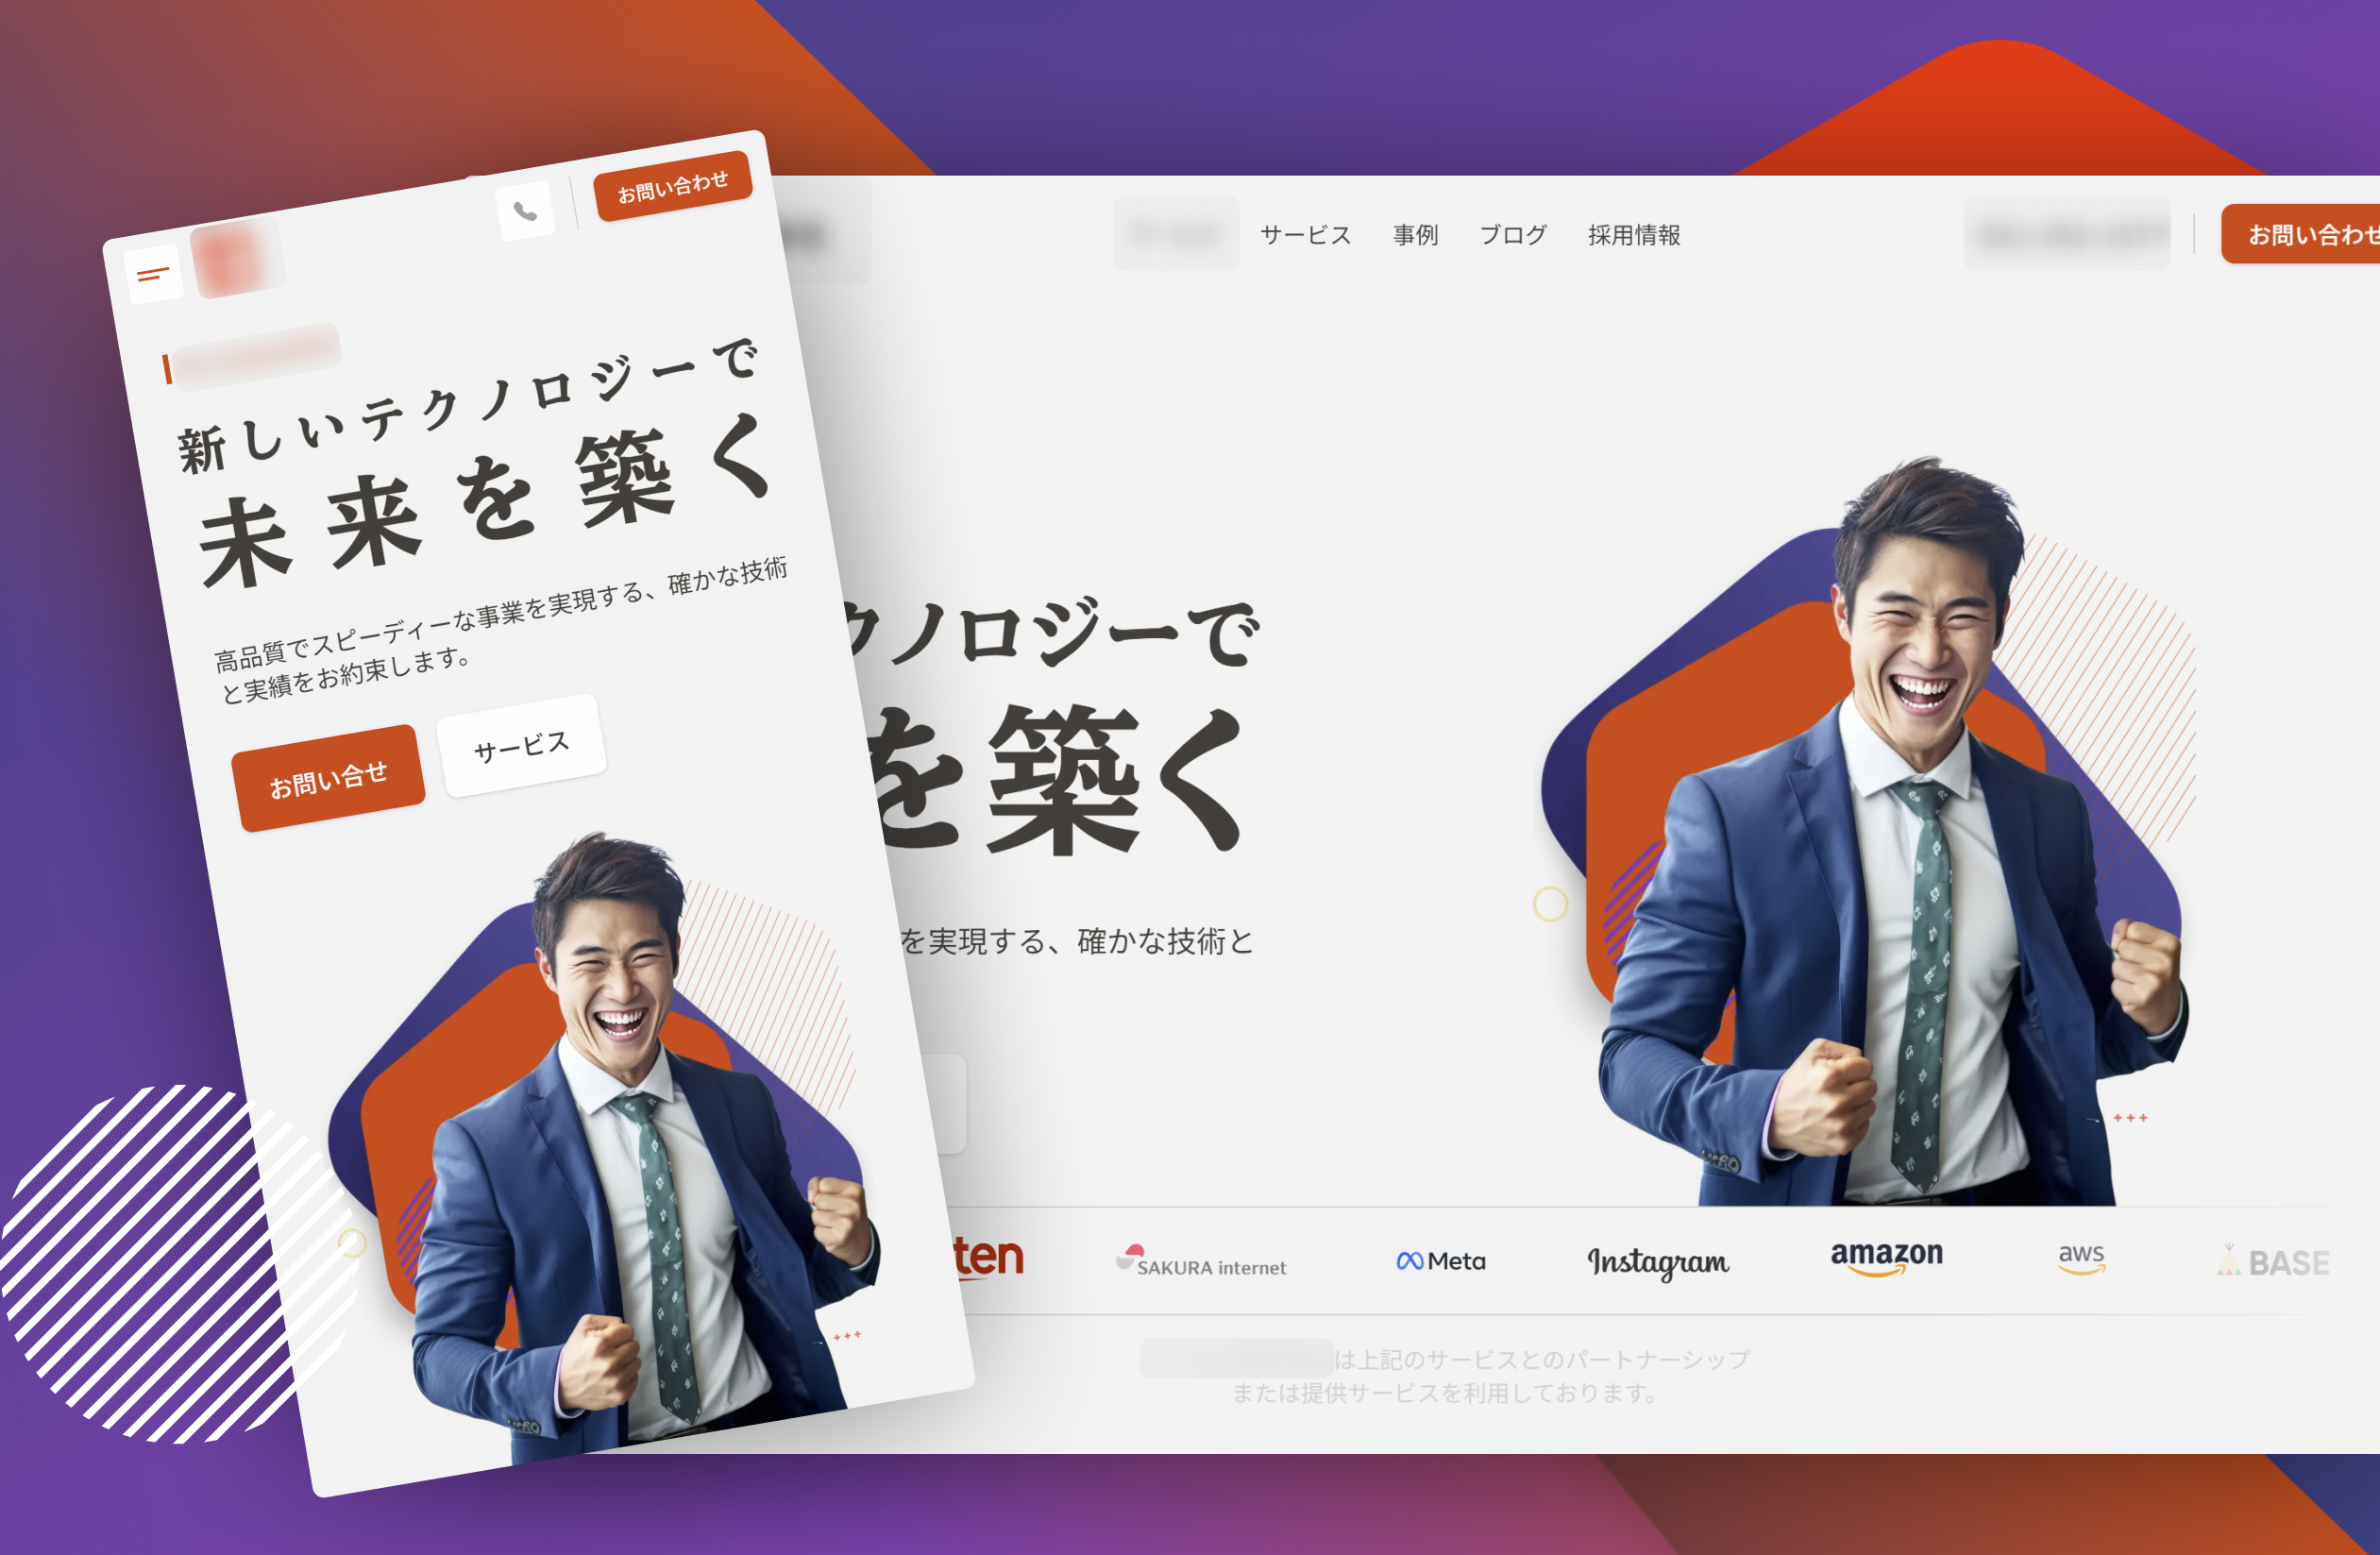 お問い合わせ
新しいテクノロジーで
未来を築く
高品質でスピーディーな事業を実現する、確かな技術
と実績をお約束します。
お問い合せ
サービス
サービス 事例 ブログ 採用情報
お問い合わせ
クノロジーで
を築く
を実現する、確かな技術と
ten
SAKURA internet
Meta
Instagram
amazon
aws
BASE
は上記のサービスとのパートナーシップ
または提供サービスを利用しております。